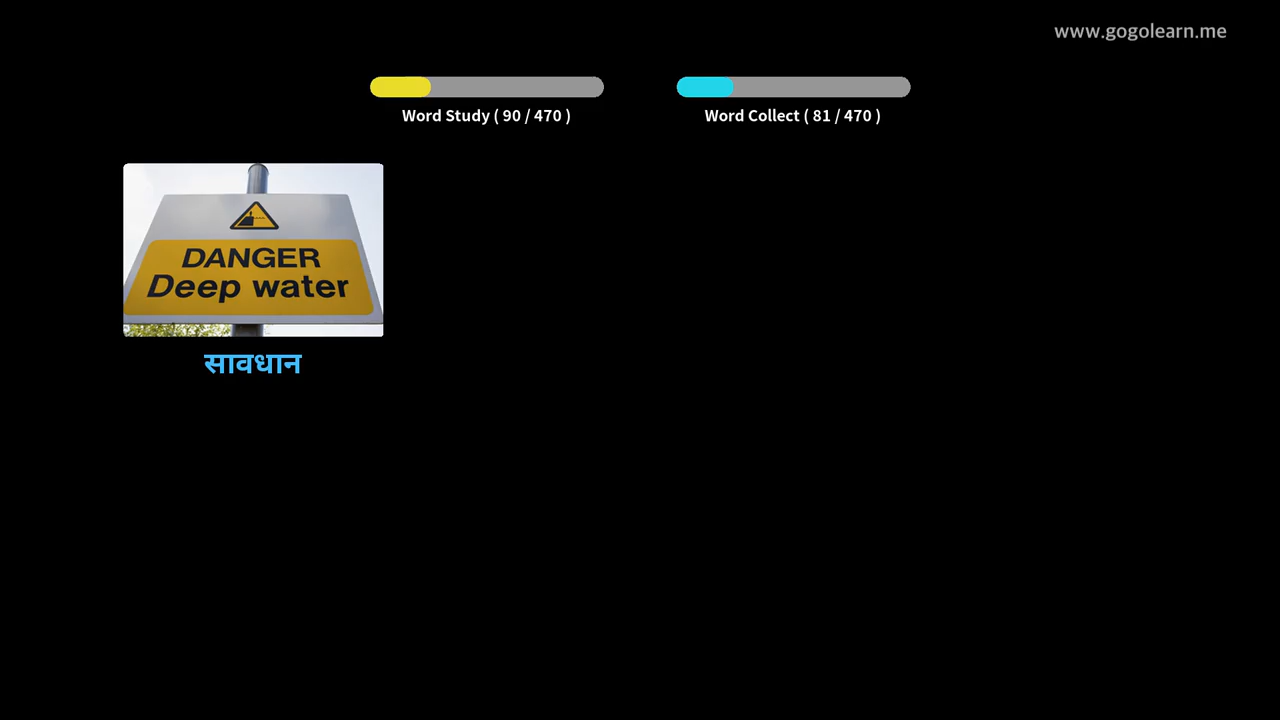 www.gogolearn.me
Word Study ( 90 / 470 )
Word Collect ( 81 / 470 )
DANGER
Deep water
सावधान